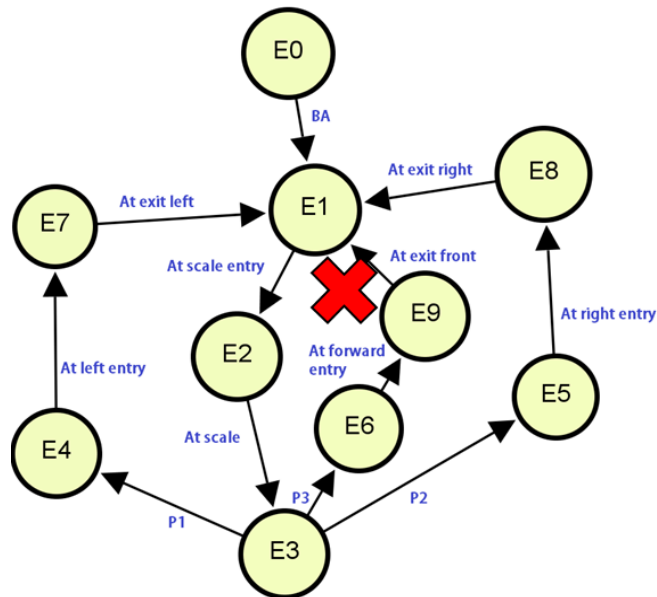 E0
BA
E8
At exit right
E7
At exit left
E1
At scale entry
At exit front
E9
At right entry
E2
At forward
entry
At left entry
E5
E6
At scale
E4
P3
P2
P1
E3